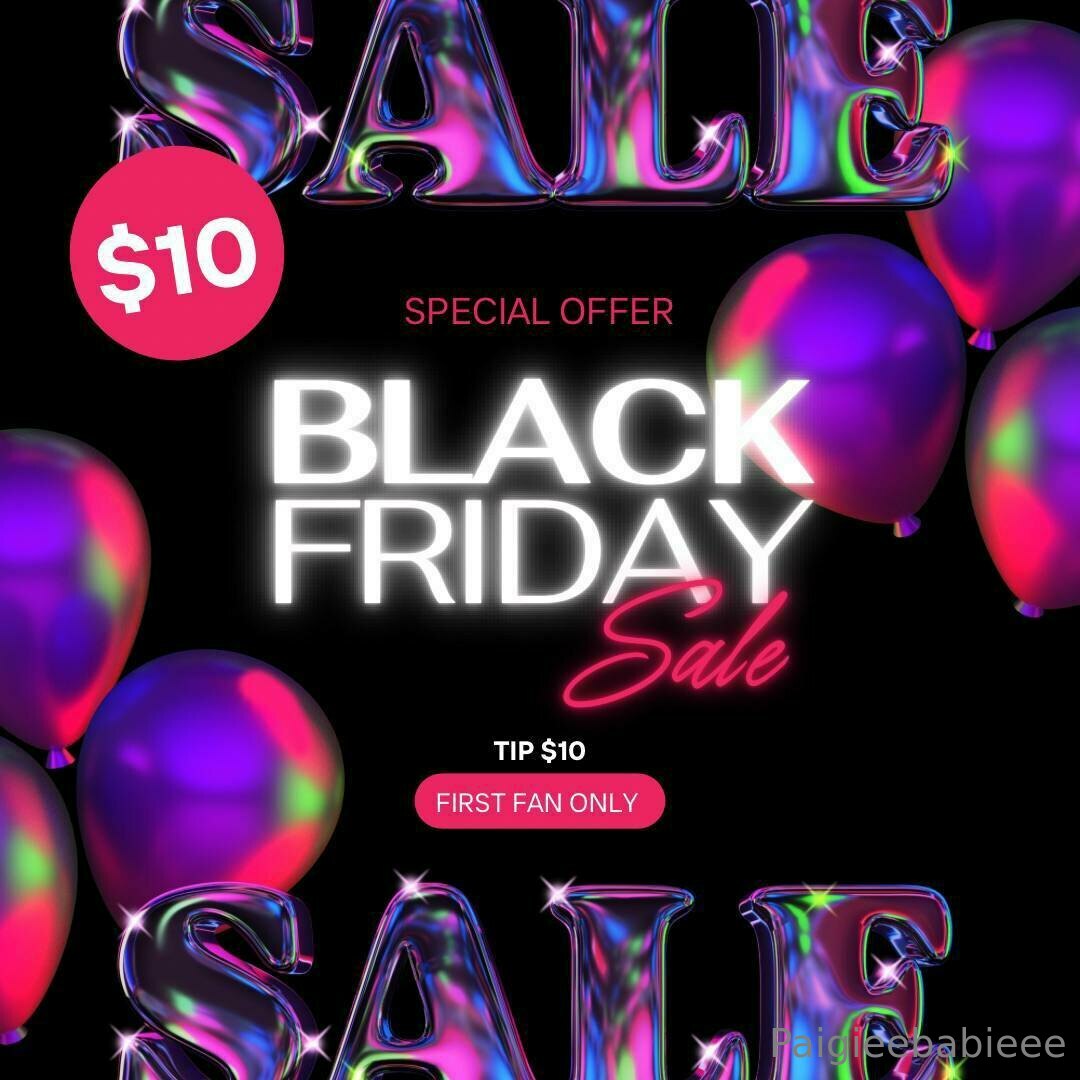 SALE
$10
SPECIAL OFFER
BLACK
FRIDAY
Sale
TIP $10
FIRST FAN ONLY
SALE
Paigieebabieee